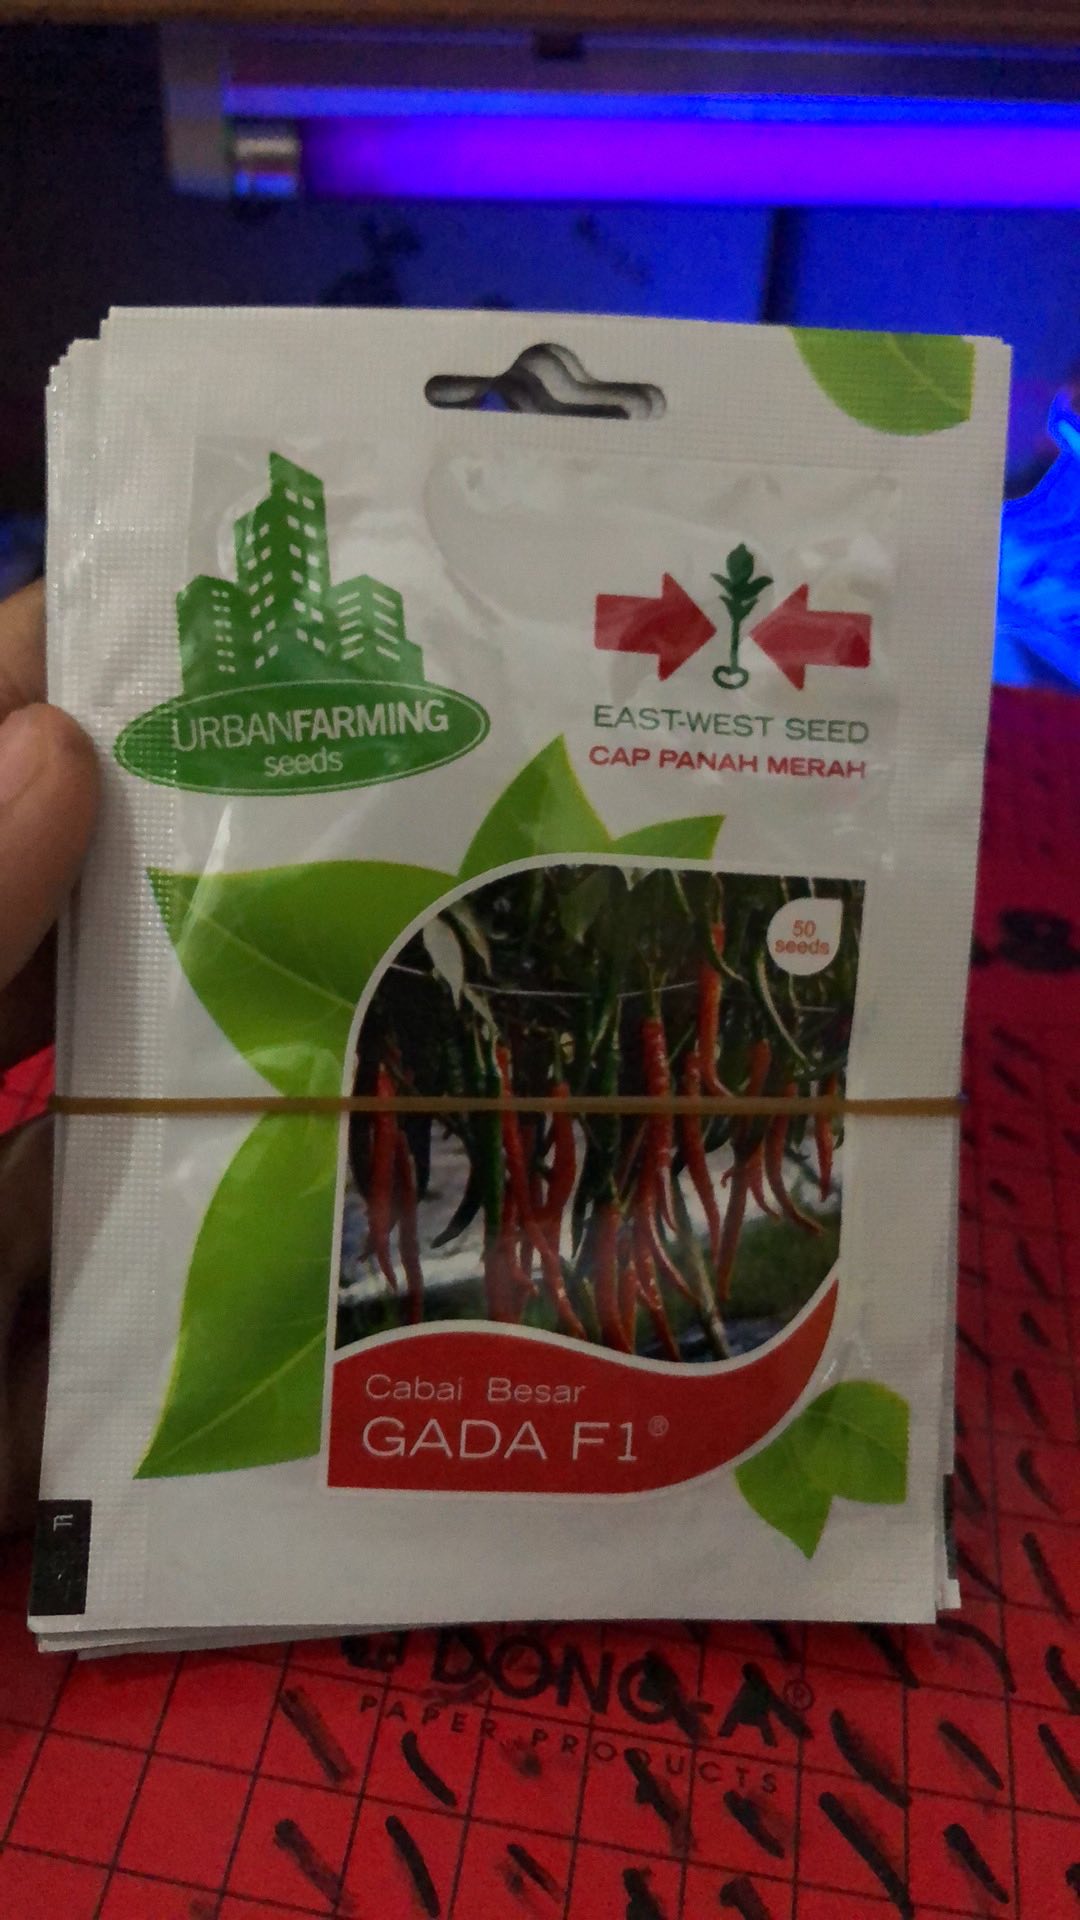 URBANFARMING
seeds
EAST-WEST SEED
CAP PANAH MERAH
50
seeds
Cabai Besar
GADA F1®
DONG-A®
PAPER PRODUCTS